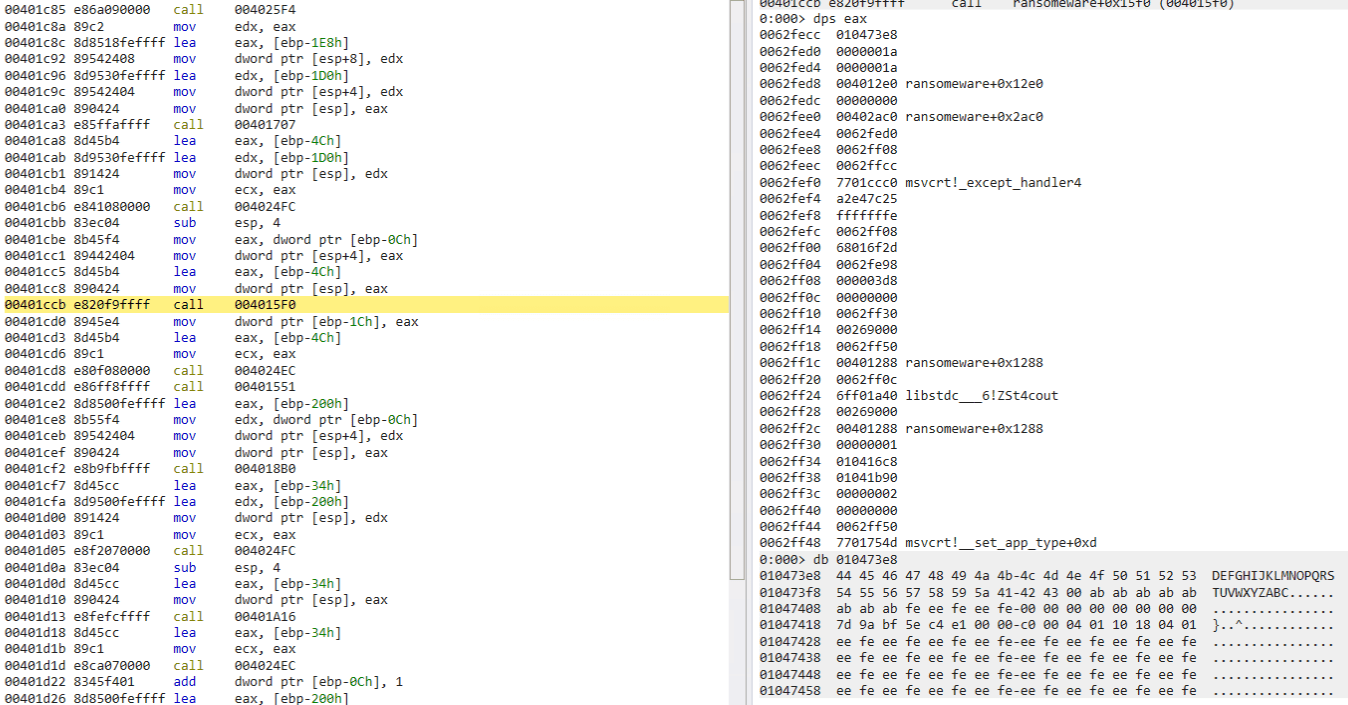 00401c85 e86a090000 call 004025F4
00401c8a 89c2 mov edx, eax
00401c8c 8d8518feffff lea eax, [ebp-1E8h]
00401c92 89542408 mov dword ptr [esp+8], edx
00401c96 8d9530feffff lea edx, [ebp-1D0h]
00401c9c 89542404 mov dword ptr [esp+4], edx
00401ca0 890424 mov dword ptr [esp], eax
00401ca3 e85ffaffff call 00401707
00401ca8 8d45b4 lea eax, [ebp-4Ch]
00401cab 8d9530feffff lea edx, [ebp-1D0h]
00401cb1 891424 mov dword ptr [esp], edx
00401cb4 89c1 mov ecx, eax
00401cb6 e841080000 call 004024FC
00401cbb 83ec04 sub esp, 4
00401cbe 8b45f4 mov eax, dword ptr [ebp-0Ch]
00401cc1 89442404 mov dword ptr [esp+4], eax
00401cc5 8d45b4 lea eax, [ebp-4Ch]
00401cc8 890424 mov dword ptr [esp], eax
00401ccb e820f9ffff call 004015F0
00401cd0 8945e4 mov dword ptr [ebp-1Ch], eax
00401cd3 8d45b4 lea eax, [ebp-4Ch]
00401cd6 89c1 mov ecx, eax
00401cd8 e80f080000 call 004024EC
00401cdd e86ff8ffff call 00401551
00401ce2 8d8500feffff lea eax, [ebp-200h]
00401ce8 8b55f4 mov edx, dword ptr [ebp-0Ch]
00401ceb 89542404 mov dword ptr [esp+4], edx
00401cef 890424 mov dword ptr [esp], eax
00401cf2 e8b9fbffff call 004018B0
00401cf7 8d45cc lea eax, [ebp-34h]
00401cfa 8d9500feffff lea edx, [ebp-200h]
00401d00 891424 mov dword ptr [esp], edx
00401d03 89c1 mov ecx, eax
00401d05 e8f2070000 call 004024FC
00401d0a 83ec04 sub esp, 4
00401d0d 8d45cc lea eax, [ebp-34h]
00401d10 890424 mov dword ptr [esp], eax
00401d13 e8fefcffff call 00401A16
00401d18 8d45cc lea eax, [ebp-34h]
00401d1b 89c1 mov ecx, eax
00401d1d e8ca070000 call 004024EC
00401d22 8345f401 add dword ptr [ebp-0Ch], 1
00401d26 8d8500feffff lea eax, [ebp-200h]
00401ccb e820f9ffff call ransomeware+0x15f0 (004015f0)
0:000> dps eax
0062fecc 010473e8
0062fed0 0000001a
0062fed4 0000001a
0062fed8 004012e0 ransomeware+0x12e0
0062fedc 00000000
0062fee0 00402ac0 ransomeware+0x2ac0
0062fee4 0062fed0
0062fee8 0062ff08
0062feec 0062ffcc
0062fef0 7701ccc0 msvcrt!_except_handler4
0062fef4 a2e47c25
0062fef8 fffffffe
0062fefc 0062ff08
0062ff00 68016f2d
0062ff04 0062fe98
0062ff08 000003d8
0062ff0c 00000000
0062ff10 0062ff30
0062ff14 00269000
0062ff18 0062ff50
0062ff1c 00401288 ransomeware+0x1288
0062ff20 0062ff0c
0062ff24 6ff01a40 libstdc___6!ZSt4cout
0062ff28 00269000
0062ff2c 00401288 ransomeware+0x1288
0062ff30 00000001
0062ff34 010416c8
0062ff38 01041b90
0062ff3c 00000002
0062ff40 00000000
0062ff44 0062ff50
0062ff48 7701754d msvcrt!__set_app_type+0xd
0:000> db 010473e8
010473e8 44 45 46 47 48 49 4a 4b-4c 4d 4e 4f 50 51 52 53 DEFGHIJKLMNOPQRS
010473f8 54 55 56 57 58 59 5a 41-42 43 00 ab ab ab ab ab TUVWXYZABC......
01047408 ab ab ab fe ee fe ee fe-00 00 00 00 00 00 00 00 ................
01047418 7d 9a bf 5e c4 e1 00 00-c0 00 04 01 10 18 04 01 }..^............
01047428 ee fe ee fe ee fe ee fe-ee fe ee fe ee fe ee fe ................
01047438 ee fe ee fe ee fe ee fe-ee fe ee fe ee fe ee fe ................
01047448 ee fe ee fe ee fe ee fe-ee fe ee fe ee fe ee fe ................
01047458 ee fe ee fe ee fe ee fe-ee fe ee fe ee fe ee fe ................